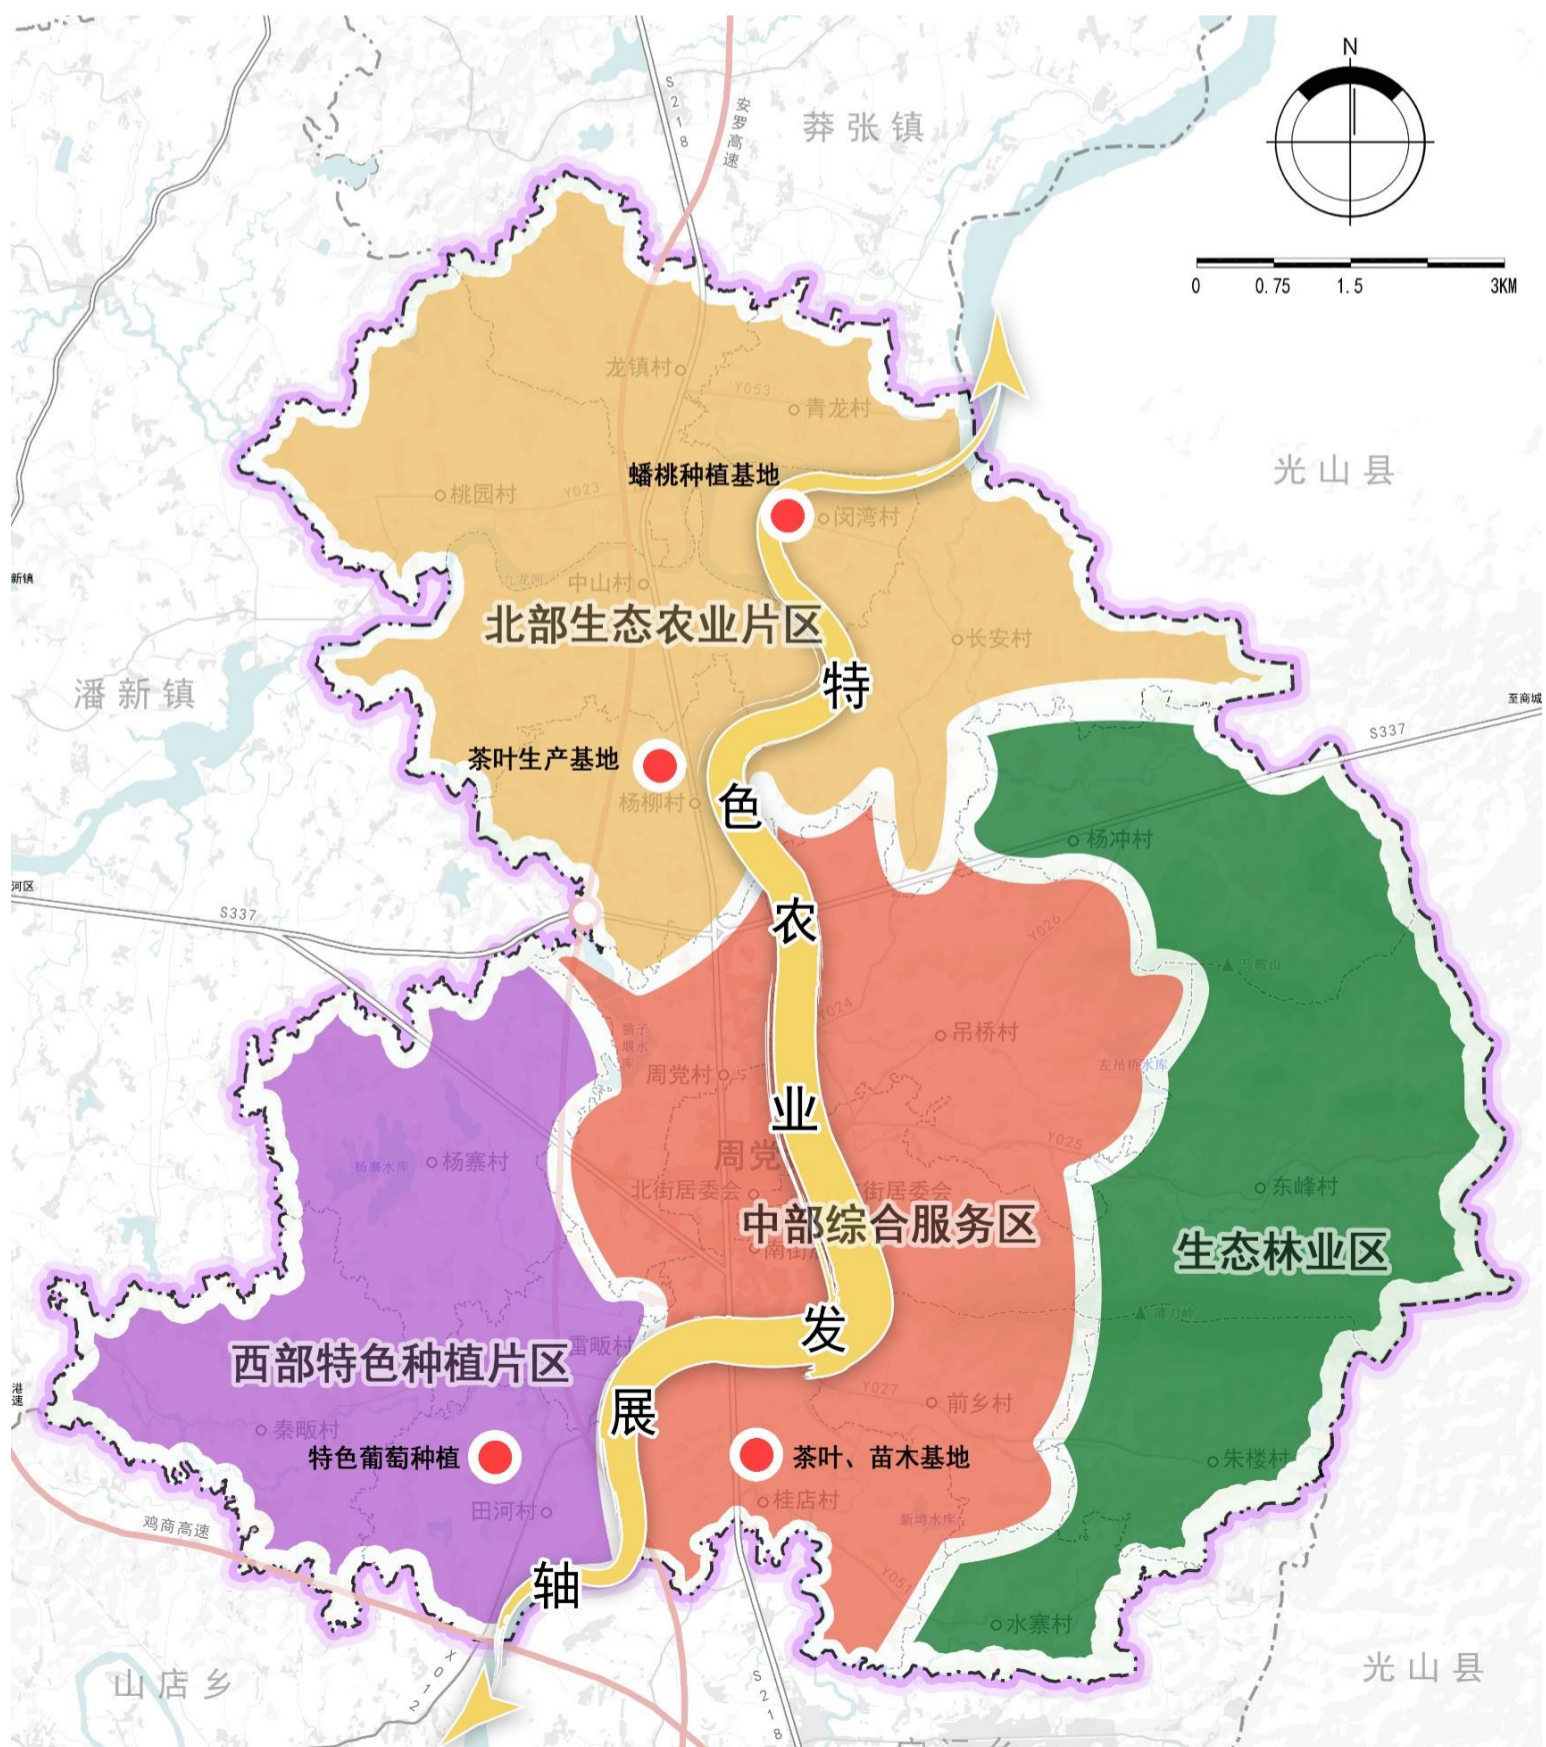 N
0 0.75 1.5 3KM
S218
安罗高速
莽张镇
龙镇村
Y053
青龙村
光山县
蟠桃种植基地
桃园村
Y023
闵湾村
新镇
九龙河
中山村
北部生态农业片区
长安村
潘新镇
特
至商城
S337
茶叶生产基地
杨柳村
色
杨冲村
河区
S337
农
Y026
马鞍山
Y024
猫子堰水库
吊桥村
左吊桥水库
周党村
业
Y025
周党
杨寨水库
杨寨村
北街居委会
街居委会
东峰村
中部综合服务区
南街
生态林业区
发
雷畈村
西部特色种植片区
港速
展
Y027
前乡村
秦畈村
特色葡萄种植
茶叶、苗木基地
朱楼村
田河村
桂店村
鸡商高速
轴
Y051
水寨村
X012
山店乡
S218
光山县